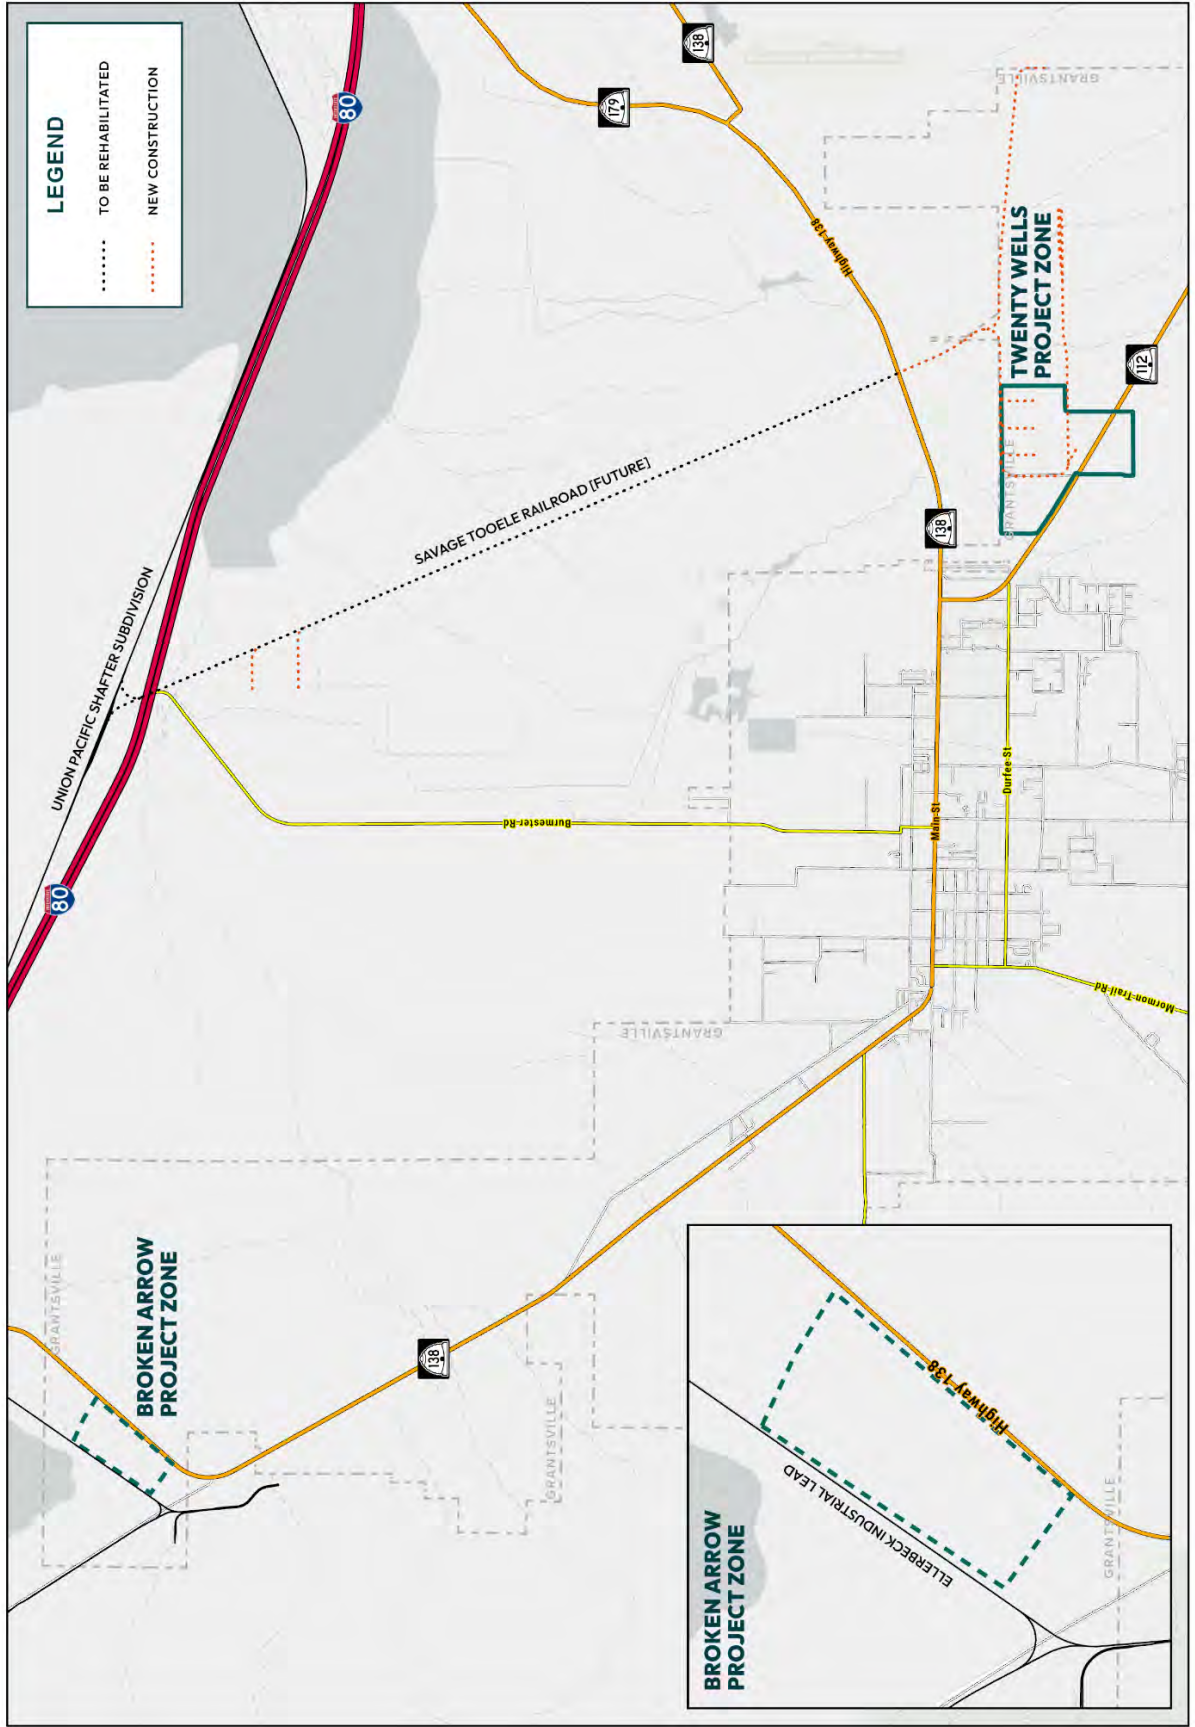 LEGEND
TO BE REHABILITATED
NEW CONSTRUCTION
80
80
UNION PACIFIC SHAFTER SUBDIVISION
SAVAGE TOOELE RAILROAD [FUTURE]
138
179
Highway 138
GRANTSVILLE
TWENTY WELLS
PROJECT ZONE
112
GRANTSVILLE
138
Burmester Rd
Main St
Durfee St
Mormon Trail Rd
GRANTSVILLE
GRANTSVILLE
BROKEN ARROW
PROJECT ZONE
138
GRANTSVILLE
BROKEN ARROW
PROJECT ZONE
ELLERBECK INDUSTRIAL LEAD
Highway 138
GRANTSVILLE